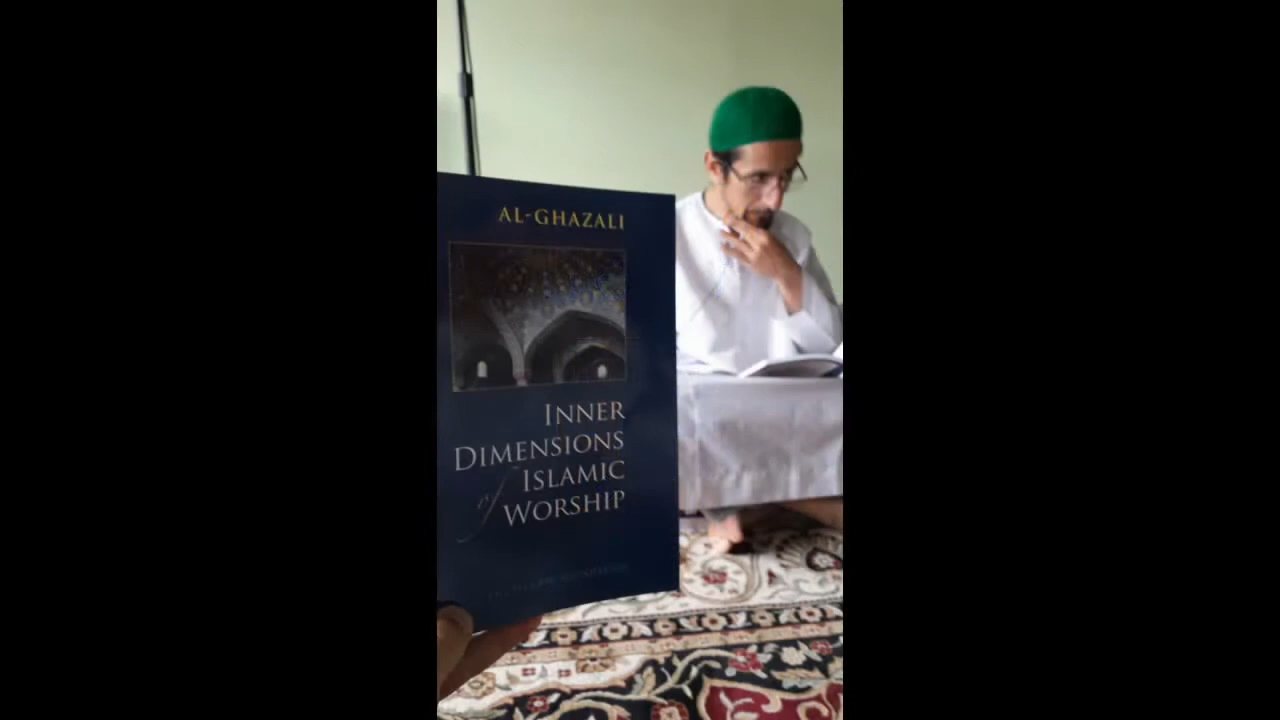 AL-GHAZALI
INNER
DIMENSIONS
of ISLAMIC
WORSHIP